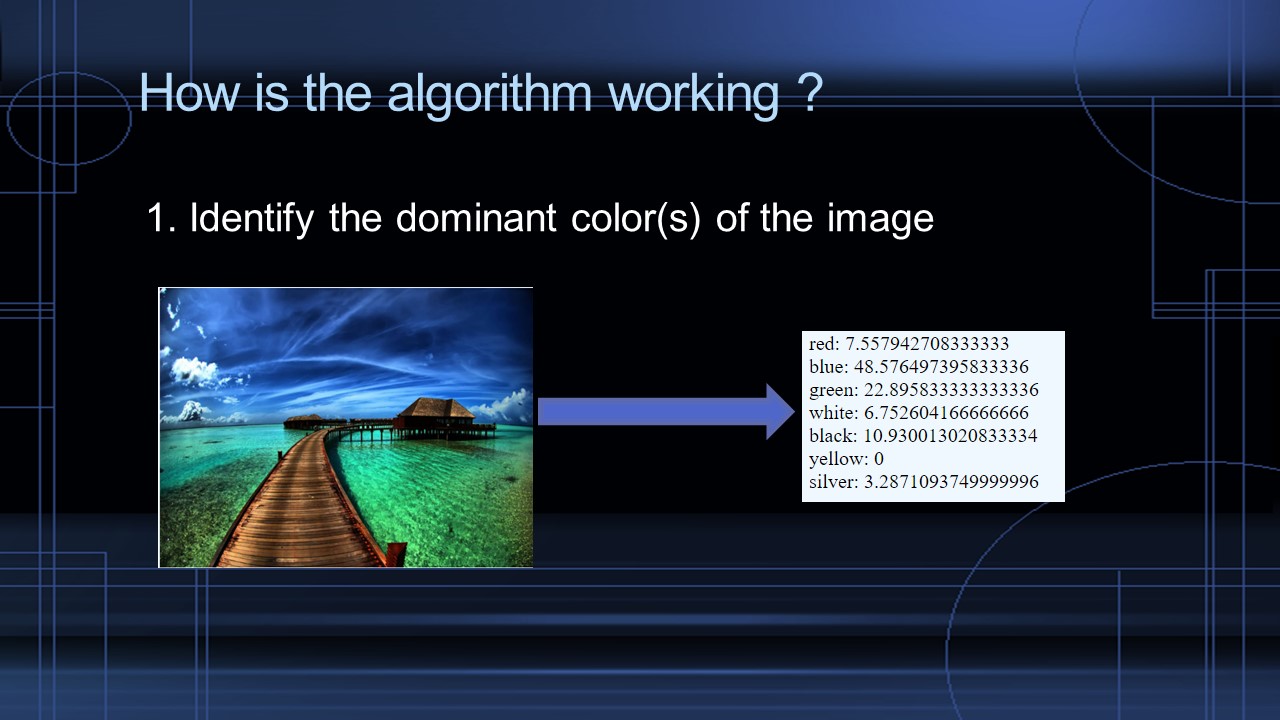 How is the algorithm working ?
1. Identify the dominant color(s) of the image
red: 7.557942708333333
blue: 48.576497395833336
green: 22.895833333333336
white: 6.752604166666666
black: 10.930013020833334
yellow: 0
silver: 3.2871093749999996